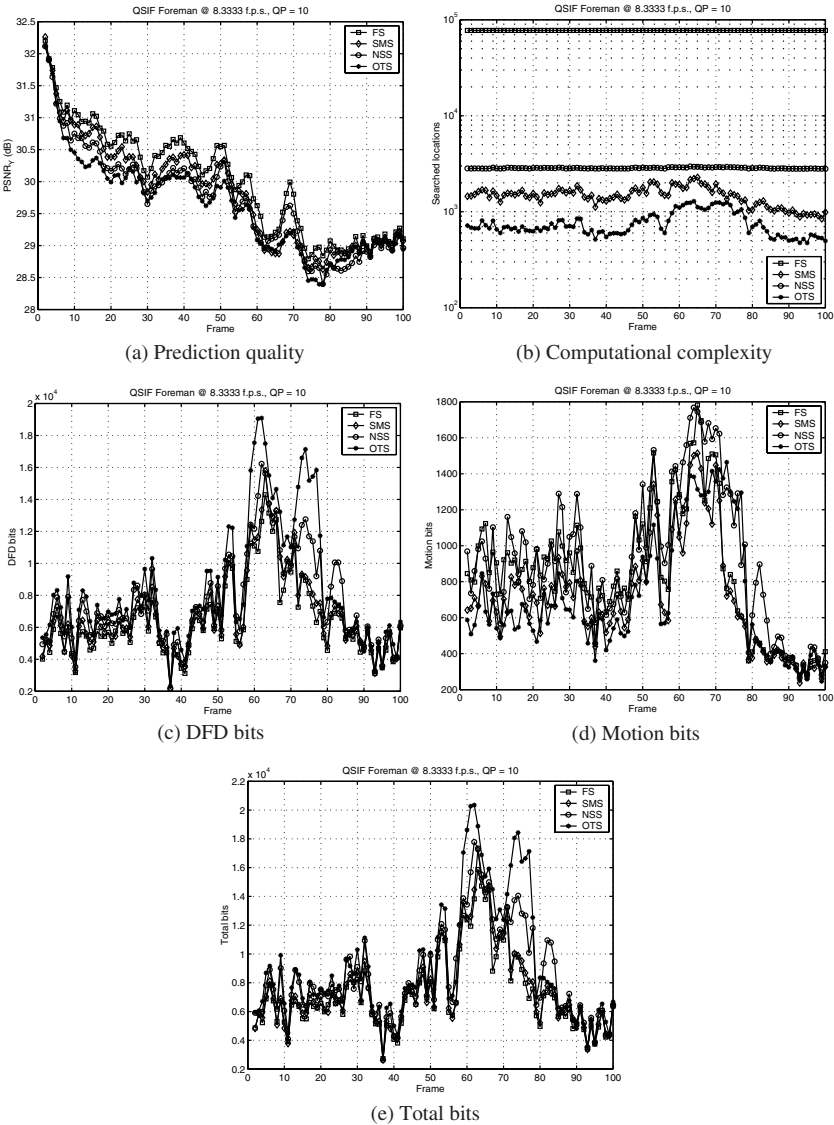 QSIF Foreman @ 8.3333 f.p.s., QP = 10
32.5
32
31.5
31
30.5
30
29.5
29
28.5
28
PSNRY (dB)
0 10 20 30 40 50 60 70 80 90 100
Frame
FS
SMS
NSS
OTS
(a) Prediction quality
QSIF Foreman @ 8.3333 f.p.s., QP = 10
10^5
10^4
10^3
10^2
Searched locations
0 10 20 30 40 50 60 70 80 90 100
Frame
FS
SMS
NSS
OTS
(b) Computational complexity
QSIF Foreman @ 8.3333 f.p.s., QP = 10
x 10^4
2
1.8
1.6
1.4
1.2
1
0.8
0.6
0.4
0.2
DFD bits
0 10 20 30 40 50 60 70 80 90 100
Frame
FS
SMS
NSS
OTS
(c) DFD bits
QSIF Foreman @ 8.3333 f.p.s., QP = 10
1800
1600
1400
1200
1000
800
600
400
200
Motion bits
0 10 20 30 40 50 60 70 80 90 100
Frame
FS
SMS
NSS
OTS
(d) Motion bits
QSIF Foreman @ 8.3333 f.p.s., QP = 10
x 10^4
2.2
2
1.8
1.6
1.4
1.2
1
0.8
0.6
0.4
0.2
Total bits
0 10 20 30 40 50 60 70 80 90 100
Frame
FS
SMS
NSS
OTS
(e) Total bits